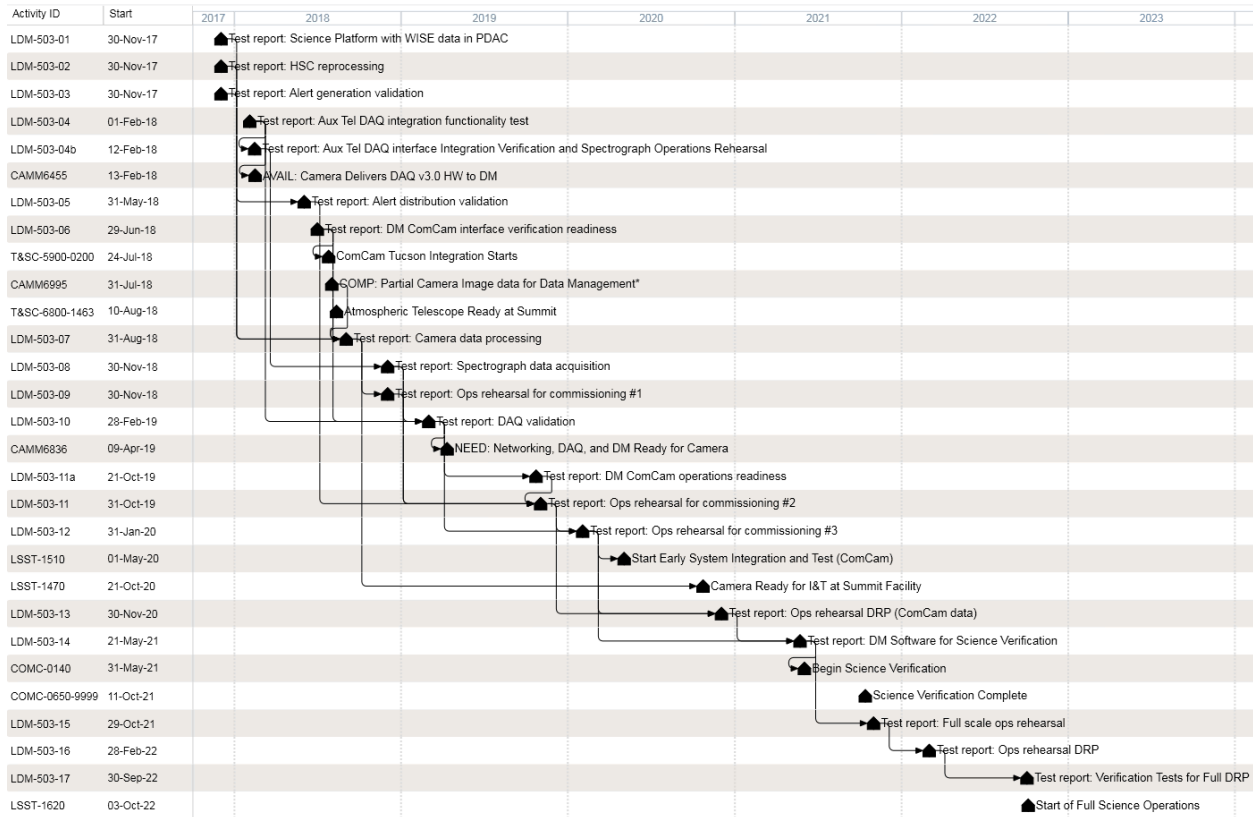 Activity ID Start 2017 2018 2019 2020 2021 2022 2023
LDM-503-01 30-Nov-17 Test report: Science Platform with WISE data in PDAC
LDM-503-02 30-Nov-17 Test report: HSC reprocessing
LDM-503-03 30-Nov-17 Test report: Alert generation validation
LDM-503-04 01-Feb-18 Test report: Aux Tel DAQ integration functionality test
LDM-503-04b 12-Feb-18 Test report: Aux Tel DAQ interface Integration Verification and Spectrograph Operations Rehearsal
CAMM6455 13-Feb-18 AVAIL: Camera Delivers DAQ v3.0 HW to DM
LDM-503-05 31-May-18 Test report: Alert distribution validation
LDM-503-06 29-Jun-18 Test report: DM ComCam interface verification readiness
T&SC-5900-0200 24-Jul-18 ComCam Tucson Integration Starts
CAMM6995 31-Jul-18 COMP: Partial Camera Image data for Data Management*
T&SC-6800-1463 10-Aug-18 Atmospheric Telescope Ready at Summit
LDM-503-07 31-Aug-18 Test report: Camera data processing
LDM-503-08 30-Nov-18 Test report: Spectrograph data acquisition
LDM-503-09 30-Nov-18 Test report: Ops rehearsal for commissioning #1
LDM-503-10 28-Feb-19 Test report: DAQ validation
CAMM6836 09-Apr-19 NEED: Networking, DAQ, and DM Ready for Camera
LDM-503-11a 21-Oct-19 Test report: DM ComCam operations readiness
LDM-503-11 31-Oct-19 Test report: Ops rehearsal for commissioning #2
LDM-503-12 31-Jan-20 Test report: Ops rehearsal for commissioning #3
LSST-1510 01-May-20 Start Early System Integration and Test (ComCam)
LSST-1470 21-Oct-20 Camera Ready for I&T at Summit Facility
LDM-503-13 30-Nov-20 Test report: Ops rehearsal DRP (ComCam data)
LDM-503-14 21-May-21 Test report: DM Software for Science Verification
COMC-0140 31-May-21 Begin Science Verification
COMC-0650-9999 11-Oct-21 Science Verification Complete
LDM-503-15 29-Oct-21 Test report: Full scale ops rehearsal
LDM-503-16 28-Feb-22 Test report: Ops rehearsal DRP
LDM-503-17 30-Sep-22 Test report: Verification Tests for Full DRP
LSST-1620 03-Oct-22 Start of Full Science Operations